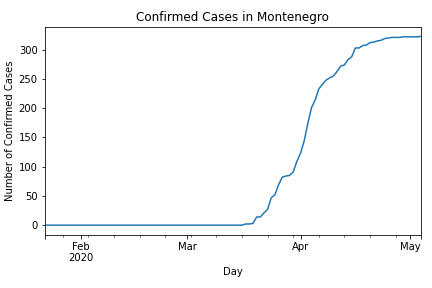 Confirmed Cases in Montenegro
Number of Confirmed Cases
300
250
200
150
100
50
0
Feb
2020
Mar
Apr
May
Day